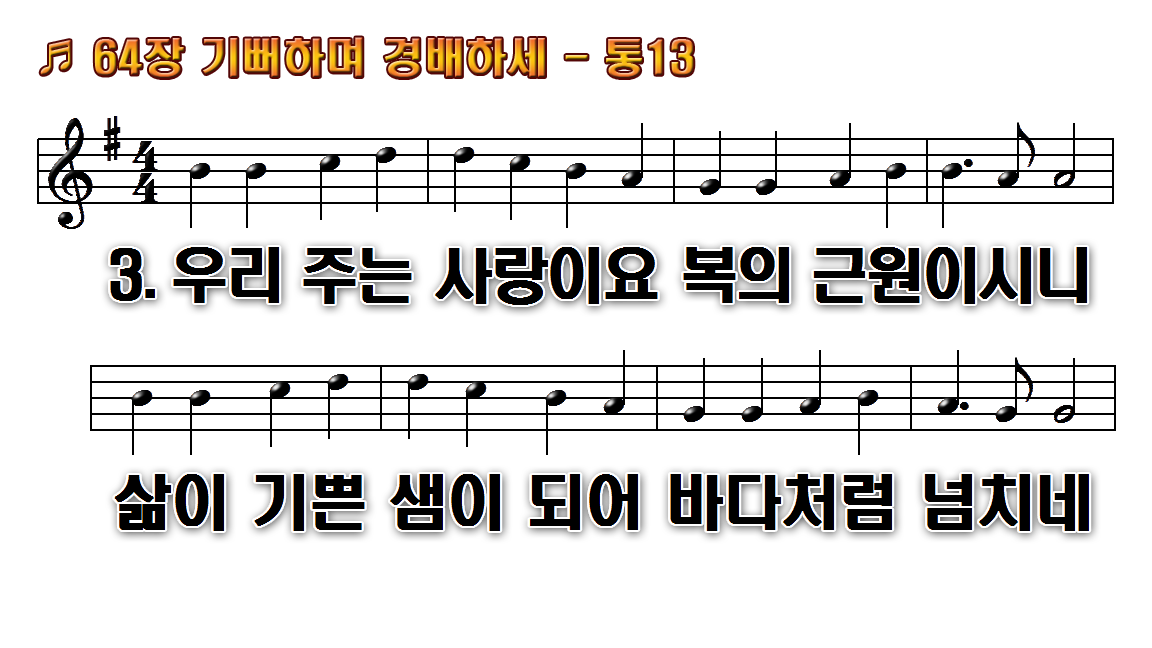 ♬ 64장 기뻐하며 경배하세 - 통13
4
4
3. 우리 주는 사랑이요 복의 근원이시니
삶이 기쁜 샘이 되어 바다처럼 넘치네